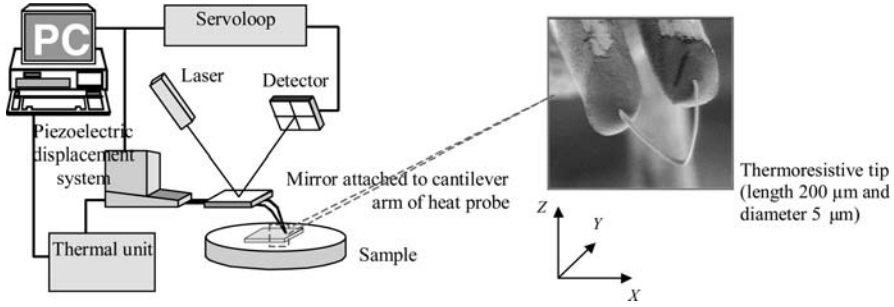 PC
Servoloop
Laser
Detector
Piezoelectric
displacement
system
Mirror attached to cantilever
arm of heat probe
Thermal unit
Sample
Thermoresistive tip
(length 200 µm and
diameter 5 µm)
Z
Y
X